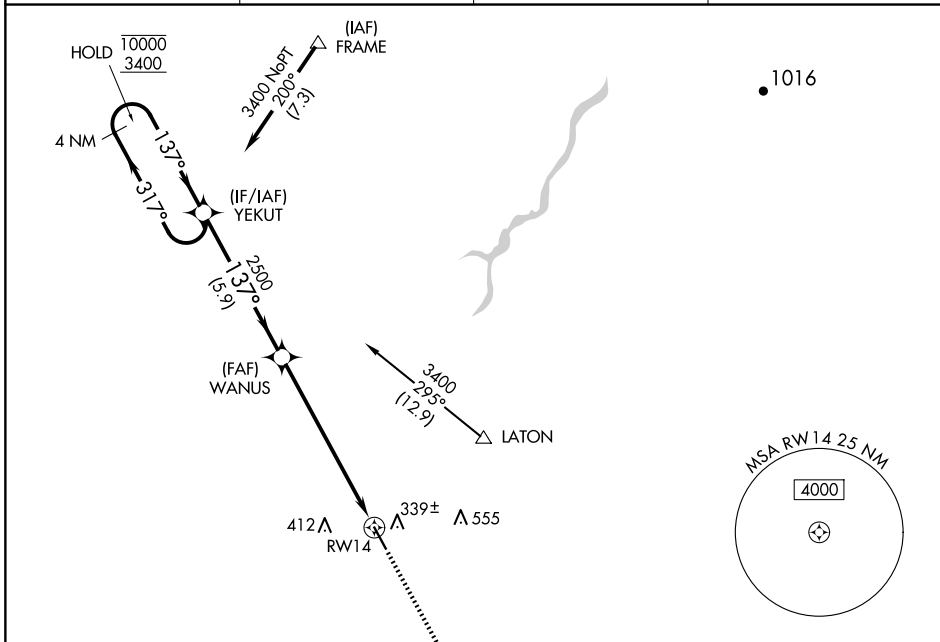 (IAF)
FRAME
HOLD 10000
3400
3400 NoPT
200°
(7.3)
1016
4 NM
137°
317°
(IF/IAF)
YEKUT
2500
137°
(5.9)
(FAF)
WANUS
3400
295°
(12.9)
LATON
MSA RW14 25 NM
4000
412
339±
555
RW14